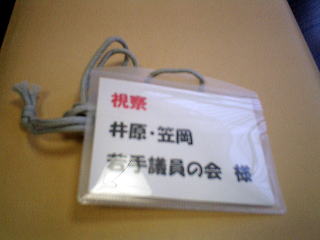 視察
井原・笠岡
若手議員の会 様